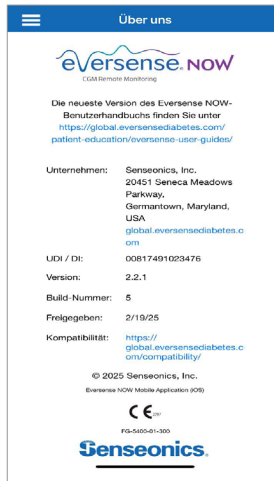 Über uns
eversense. NOW
CGM Remote Monitoring
Die neueste Version des Eversense NOW-
Benutzerhandbuchs finden Sie unter
https://global.eversensediabetes.com/
patient-education/eversense-user-guides/
Unternehmen: Senseonics, Inc.
20451 Seneca Meadows
Parkway,
Germantown, Maryland,
USA
global.eversensediabetes.c
om
UDI / DI: 00817491023476
Version: 2.2.1
Build-Nummer: 5
Freigegeben: 2/19/25
Kompatibilität: https://
global.eversensediabetes.c
om/compatibility/
© 2025 Senseonics, Inc.
Eversense NOW Mobile Application (iOS)
CE
FG-5400-01-300
Senseonics.